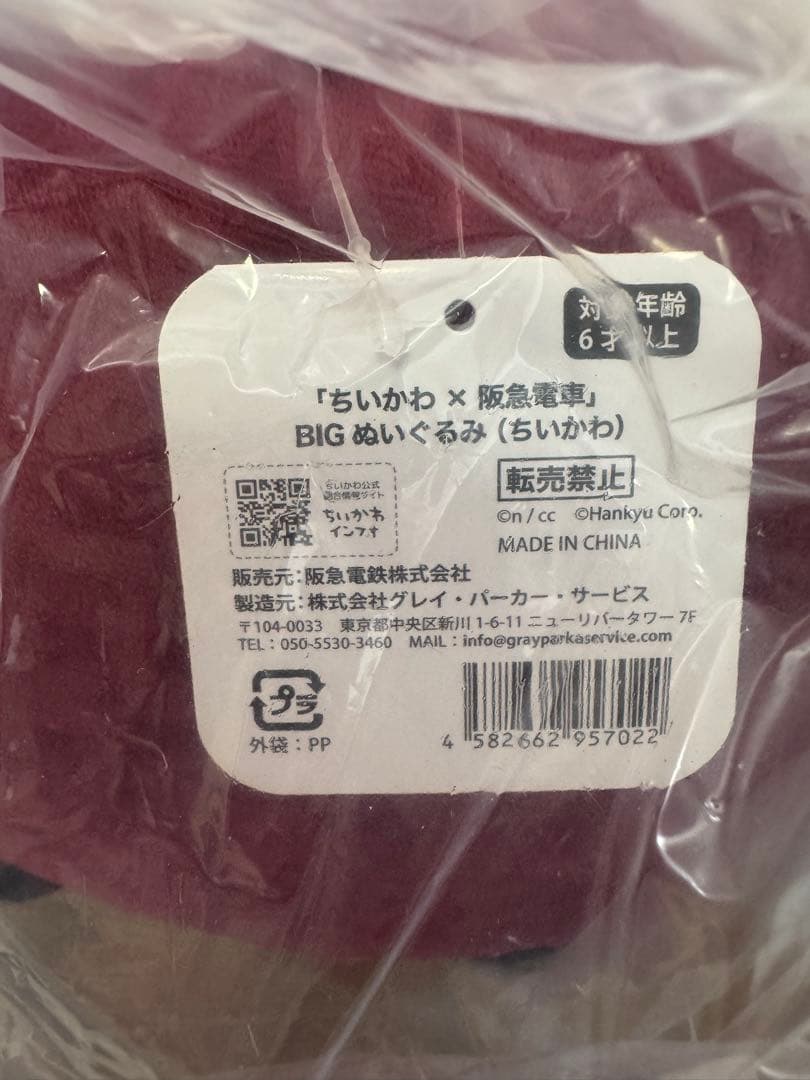 対象年齢
6才以上
「ちいかわ × 阪急電車」
BIG ぬいぐるみ（ちいかわ）
ちいかわ公式
総合情報サイト
ちいかわ
インフォ
転売禁止
©n / cc ©Hankyu Corp.
MADE IN CHINA
販売元：阪急電鉄株式会社
製造元：株式会社グレイ・パーカー・サービス
〒104-0033 東京都中央区新川 1-6-11 ニューリバータワー 7F
TEL：050-5530-3460 MAIL：info@grayparkaservice.com
プラ
外袋：PP
4 582662 957022